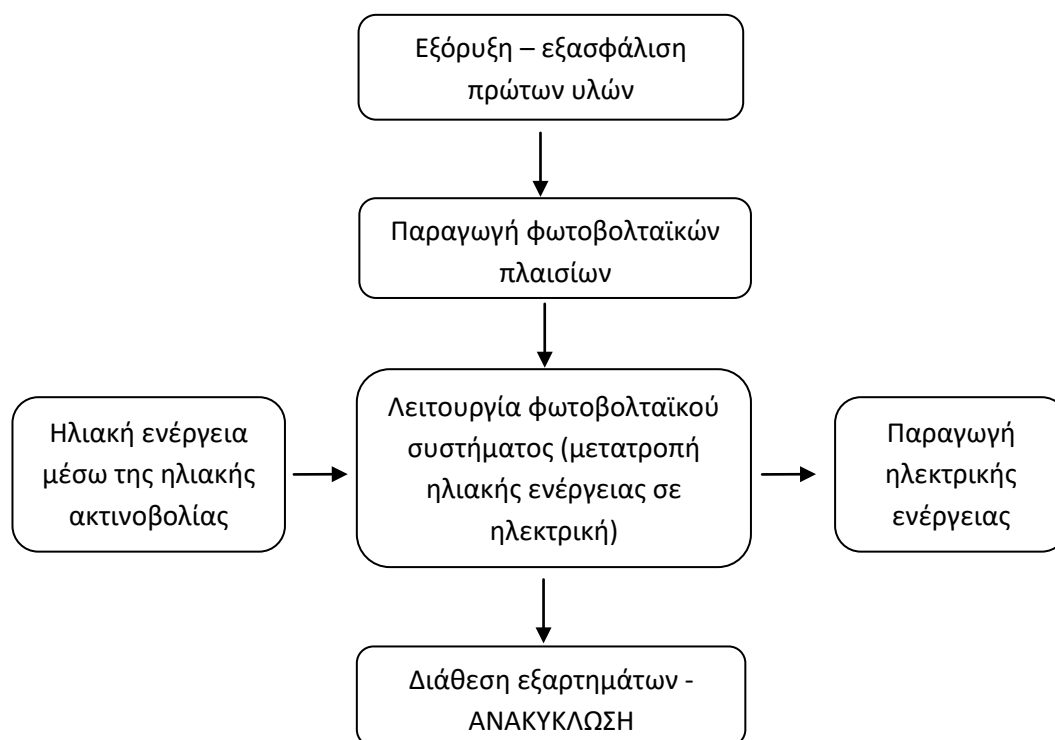 Εξόρυξη – εξασφάλιση
πρώτων υλών
Παραγωγή φωτοβολταϊκών
πλαισίων
Ηλιακή ενέργεια
μέσω της ηλιακής
ακτινοβολίας
Λειτουργία φωτοβολταϊκού
συστήματος (μετατροπή
ηλιακής ενέργειας σε
ηλεκτρική)
Παραγωγή
ηλεκτρικής
ενέργειας
Διάθεση εξαρτημάτων -
ΑΝΑΚΥΚΛΩΣΗ